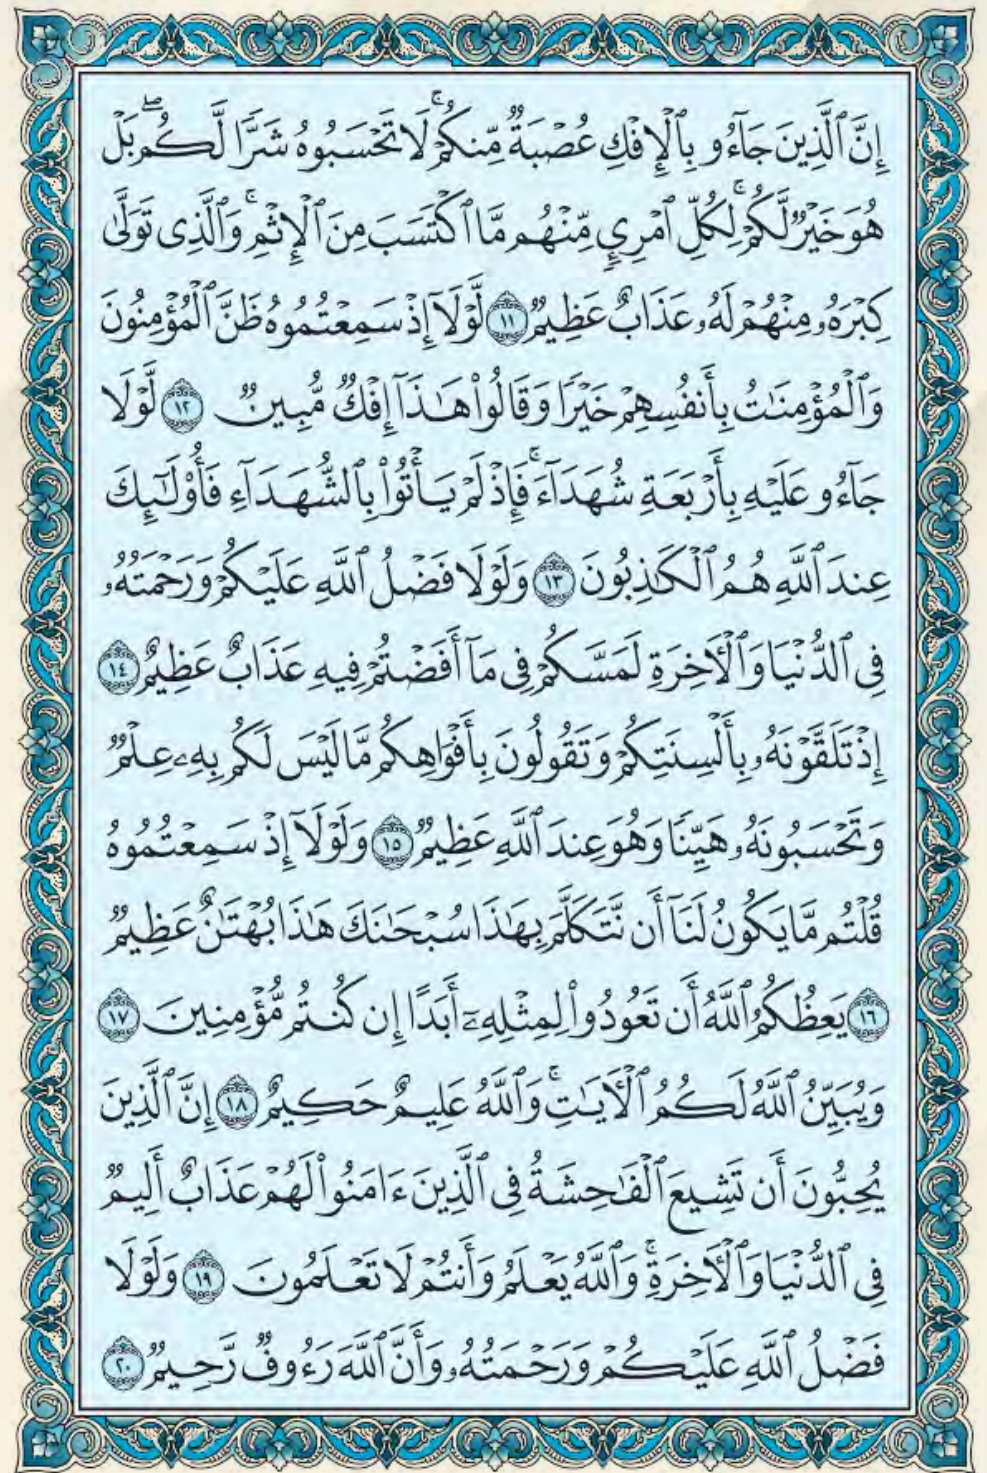 إِنَّ ٱلَّذِينَ جَآءُو بِٱلْإِفْكِ عُصْبَةٌ مِّنكُمْ ۚ لَا تَحْسَبُوهُ شَرًّا لَّكُم ۖ بَلْ
هُوَ خَيْرٌ لَّكُمْ ۚ لِكُلِّ ٱمْرِئٍ مِّنْهُم مَّا ٱكْتَسَبَ مِنَ ٱلْإِثْمِ ۚ وَٱلَّذِى تَوَلَّىٰ
كِبْرَهُۥ مِنْهُمْ لَهُۥ عَذَابٌ عَظِيمٌ ١١ لَّوْلَآ إِذْ سَمِعْتُمُوهُ ظَنَّ ٱلْمُؤْمِنُونَ
وَٱلْمُؤْمِنَـٰتُ بِأَنفُسِهِمْ خَيْرًا وَقَالُوا۟ هَـٰذَآ إِفْكٌ مُّبِينٌ ١٢ لَّوْلَا
جَآءُو عَلَيْهِ بِأَرْبَعَةِ شُهَدَآءَ ۚ فَإِذْ لَمْ يَأْتُوا۟ بِٱلشُّهَدَآءِ فَأُو۟لَـٰٓئِكَ
عِندَ ٱللَّهِ هُمُ ٱلْكَـٰذِبُونَ ١٣ وَلَوْلَا فَضْلُ ٱللَّهِ عَلَيْكُمْ وَرَحْمَتُهُۥ
فِى ٱلدُّنْيَا وَٱلْـَٔاخِرَةِ لَمَسَّكُمْ فِى مَآ أَفَضْتُمْ فِيهِ عَذَابٌ عَظِيمٌ ١٤
إِذْ تَلَقَّوْنَهُۥ بِأَلْسِنَتِكُمْ وَتَقُولُونَ بِأَفْوَاهِكُم مَّا لَيْسَ لَكُم بِهِۦ عِلْمٌ
وَتَحْسَبُونَهُۥ هَيِّنًا وَهُوَ عِندَ ٱللَّهِ عَظِيمٌ ١٥ وَلَوْلَآ إِذْ سَمِعْتُمُوهُ
قُلْتُم مَّا يَكُونُ لَنَآ أَن نَّتَكَلَّمَ بِهَـٰذَا سُبْحَـٰنَكَ هَـٰذَا بُهْتَـٰنٌ عَظِيمٌ
١٦ يَعِظُكُمُ ٱللَّهُ أَن تَعُودُوا۟ لِمِثْلِهِۦٓ أَبَدًا إِن كُنتُم مُّؤْمِنِينَ ١٧
وَيُبَيِّنُ ٱللَّهُ لَكُمُ ٱلْـَٔايَـٰتِ ۚ وَٱللَّهُ عَلِيمٌ حَكِيمٌ ١٨ إِنَّ ٱلَّذِينَ
يُحِبُّونَ أَن تَشِيعَ ٱلْفَـٰحِشَةُ فِى ٱلَّذِينَ ءَامَنُوا۟ لَهُمْ عَذَابٌ أَلِيمٌ
فِى ٱلدُّنْيَا وَٱلْـَٔاخِرَةِ ۚ وَٱللَّهُ يَعْلَمُ وَأَنتُمْ لَا تَعْلَمُونَ ١٩ وَلَوْلَا
فَضْلُ ٱللَّهِ عَلَيْكُمْ وَرَحْمَتُهُۥ وَأَنَّ ٱللَّهَ رَءُوفٌ رَّحِيمٌ ٢٠